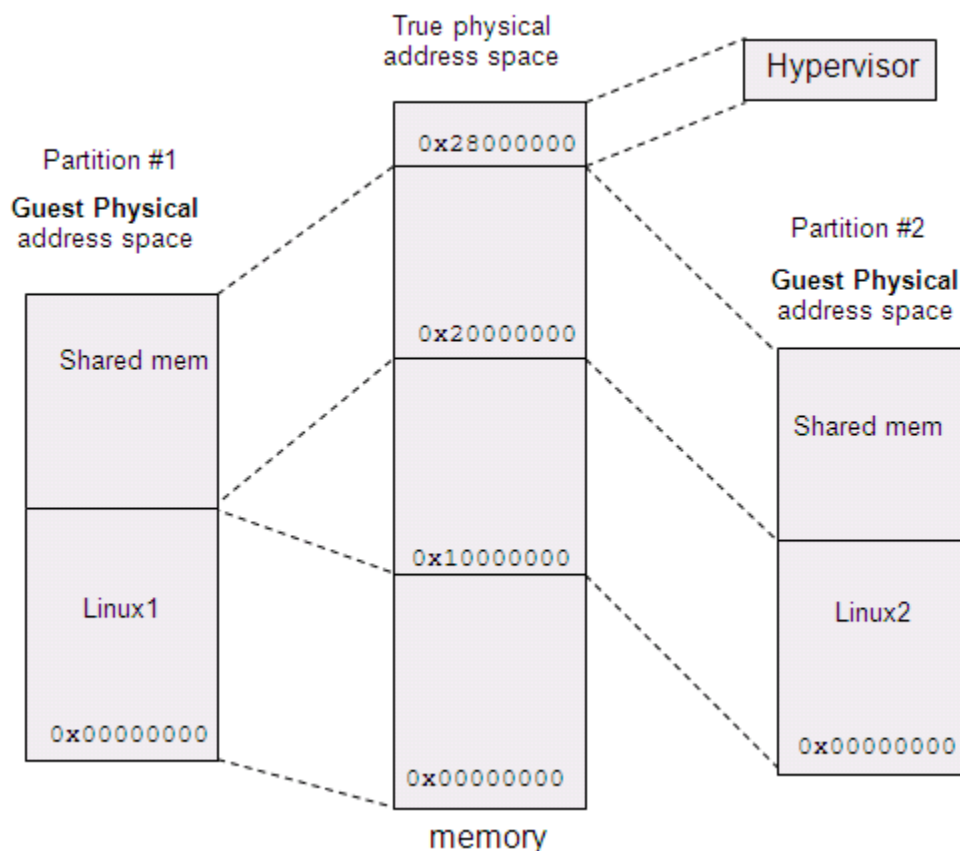 True physical
address space
Hypervisor
0x28000000
Partition #1
Guest Physical
address space
Partition #2
Guest Physical
address space
0x20000000
Shared mem
Shared mem
0x10000000
Linux1
Linux2
0x00000000
0x00000000
0x00000000
memory